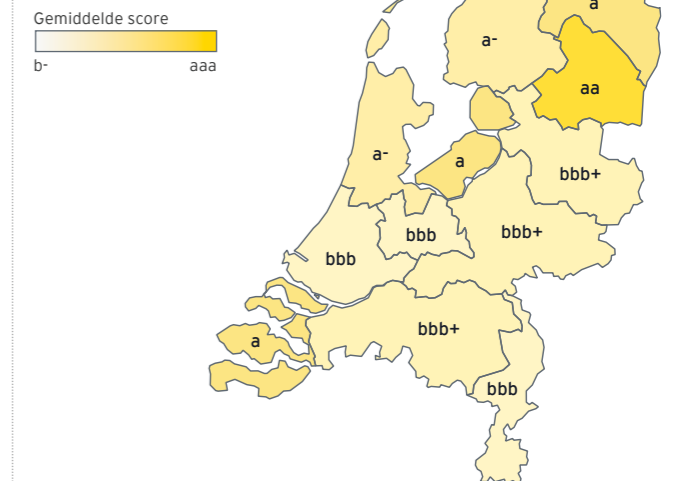 Gemiddelde score
b- aaa
a
a-
aa
a-
a
bbb+
bbb
bbb+
bbb
bbb+
a
bbb